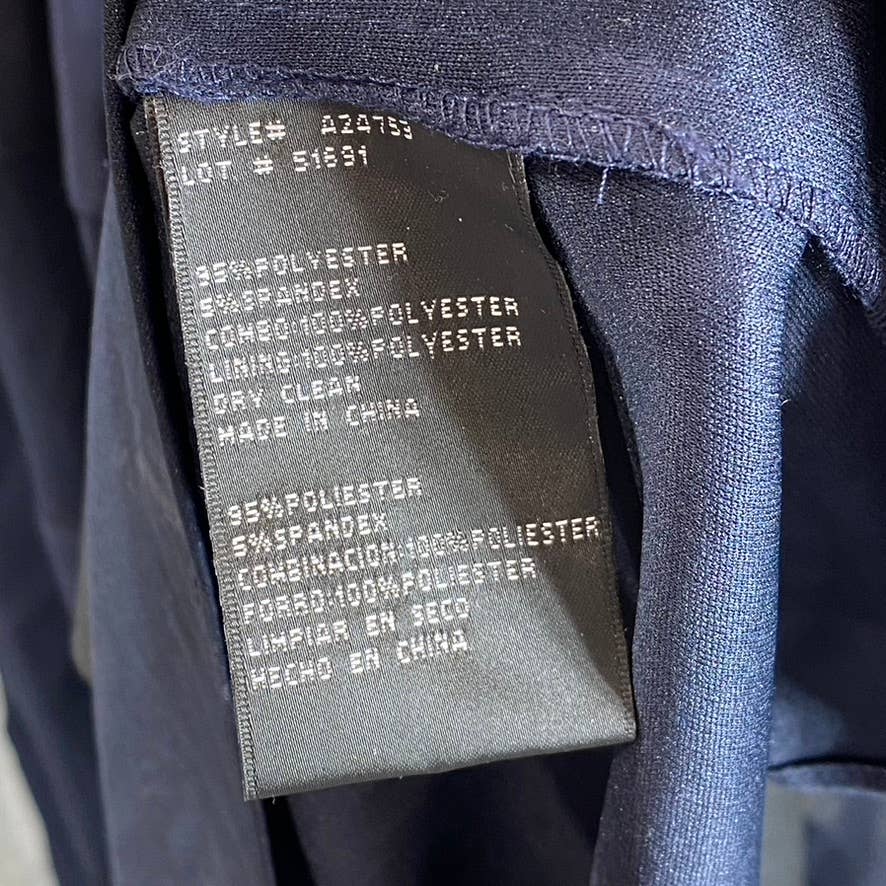 STYLE# A24753
LOT # 51691
95%POLYESTER
5%SPANDEX
COMBO:100%POLYESTER
LINING:100%POLYESTER
DRY CLEAN
MADE IN CHINA
95%POLIESTER
5%SPANDEX
COMBINACION:100%POLIESTER
FORRO:100%POLIESTER
LIMPIAR EN SECO
HECHO EN CHINA